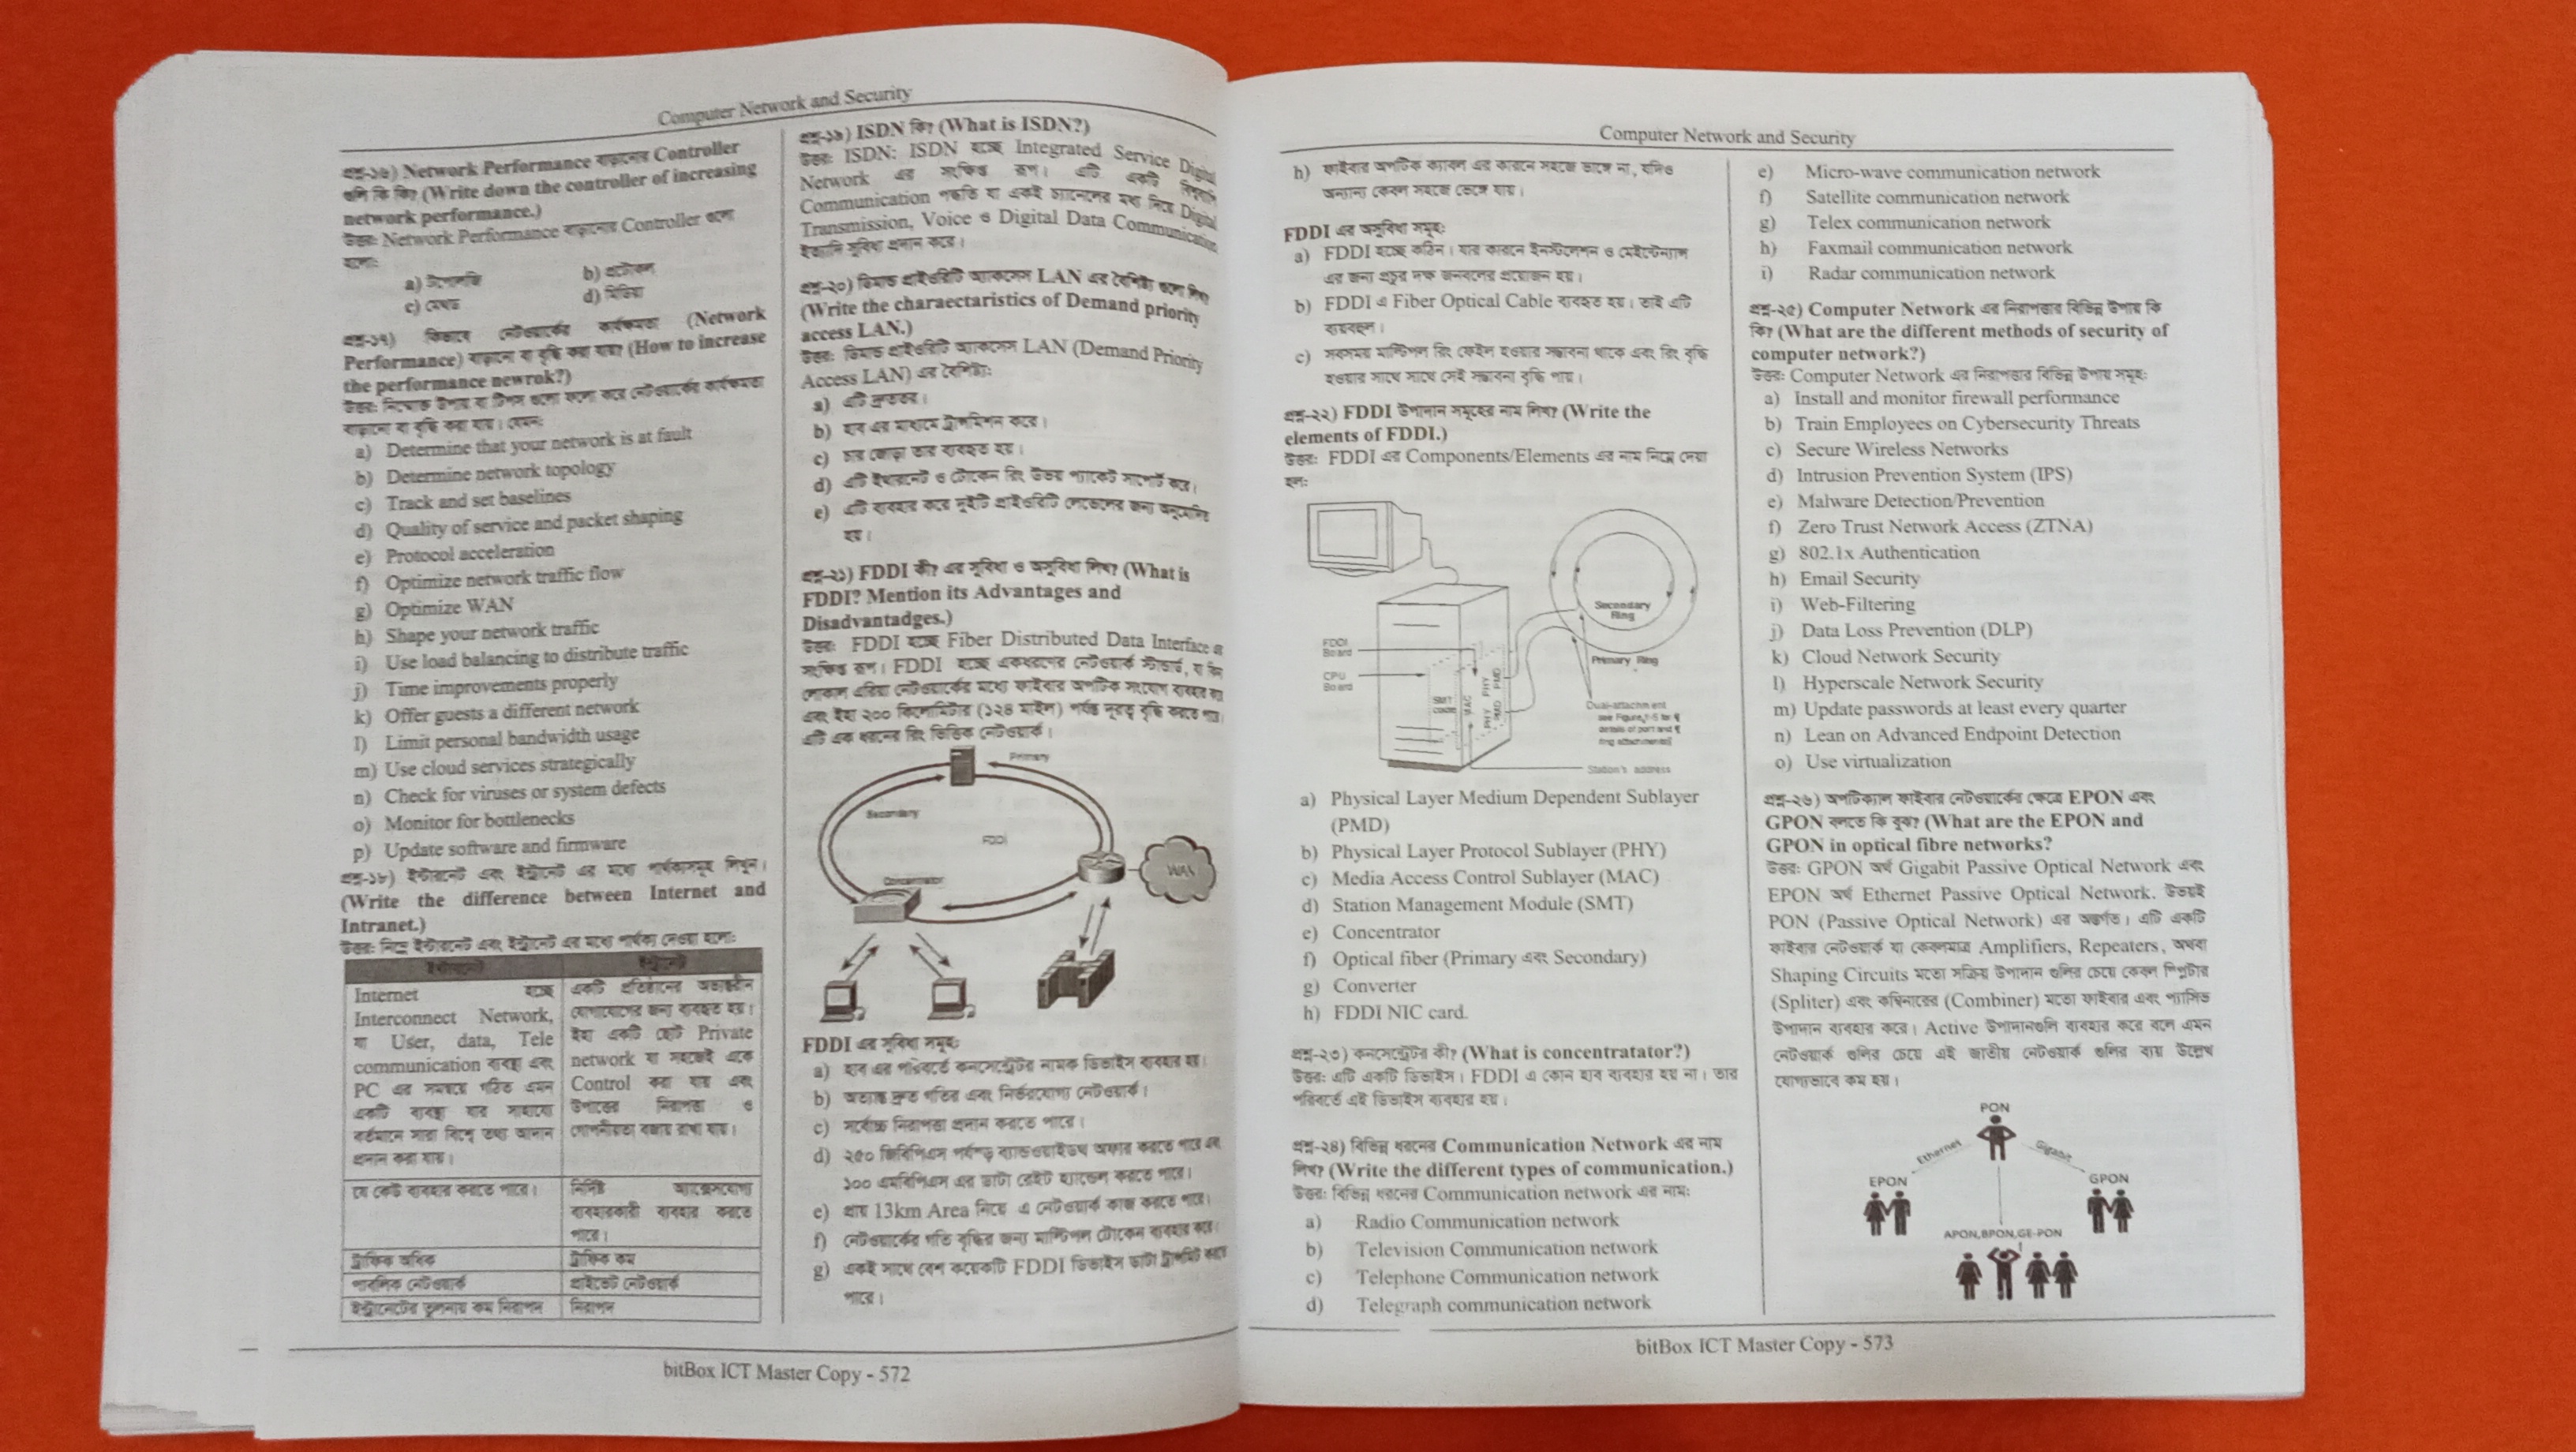 Computer Network and Security
প্রশ্ন-১৬) Network Performance বাড়ানোর Controller
গুলি কি কি? (Write down the controller of increasing
network performance.)
উত্তর: Network Performance বাড়ানোর Controller গুলো
হলো:
a) টপোলজি b) প্রটোকল
c) মেথড d) মিডিয়া
প্রশ্ন-১৭) কিভাবে নেটওয়ার্কের কার্যক্ষমতা (Network
Performance) বাড়ানো বা বৃদ্ধি করা যায়? (How to increase
the performance newrok?)
উত্তর: নিম্মোক্ত উপায় বা টিপস গুলো ফলো করে নেটওয়ার্কের কার্যক্ষমতা
বাড়ানো বা বৃদ্ধি করা যায়। যেমন:
a) Determine that your network is at fault
b) Determine network topology
c) Track and set baselines
d) Quality of service and packet shaping
e) Protocol acceleration
f) Optimize network traffic flow
g) Optimize WAN
h) Shape your network traffic
i) Use load balancing to distribute traffic
j) Time improvements properly
k) Offer guests a different network
l) Limit personal bandwidth usage
m) Use cloud services strategically
n) Check for viruses or system defects
o) Monitor for bottlenecks
p) Update software and firmware
প্রশ্ন-১৮) ইন্টারনেট এবং ইন্ট্রানেট এর মধ্যে পার্থক্যসমূহ লিখুন।
(Write the difference between Internet and
Intranet.)
উত্তর: নিম্নে ইন্টারনেট এবং ইন্ট্রানেট এর মধ্যে পার্থক্য দেওয়া হলো:
ইন্টারনেট ইন্ট্রানেট
Internet হচ্ছে
Interconnect Network,
যা User, data, Tele
communication ব্যবস্থা এবং
PC এর সমন্বয়ে গঠিত এমন
একটি ব্যবস্থা যার সাহায্যে
বর্তমানে সারা বিশ্বে তথ্য আদান
প্রদান করা যায়।
একটি প্রতিষ্ঠানের অভ্যন্তরীন
যোগাযোগের জন্য ব্যবহৃত হয়।
ইহা একটি ছোট Private
network যা সহজেই একে
Control করা যায় এবং
উপাত্তের নিরাপত্তা ও
গোপনীয়তা বজায় রাখা যায়।
যে কেউ ব্যবহার করতে পারে।
নির্দিষ্ট
ব্যবহারকারী ব্যবহার করতে
পারে।
ট্রাফিক অধিক ট্রাফিক কম
পাবলিক নেটওয়ার্ক প্রাইভেট নেটওয়ার্ক
ইন্ট্রানেটের তুলনায় কম নিরাপদ নিরাপদ
প্রশ্ন-১৯) ISDN কি? (What is ISDN?)
উত্তর: ISDN: ISDN হচ্ছে Integrated Service Digital
Network এর সংক্ষিপ্ত রূপ। এটি একটি
Communication পদ্ধতি যা একই চ্যানেলের মধ্য দিয়ে Digital
Transmission, Voice ও Digital Data Communication
ইত্যাদি সুবিধা প্রদান করে।
প্রশ্ন-২০) ডিমান্ড প্রাইওরিটি অ্যাকসেস LAN এর বৈশিষ্ট্য গুলো লিখ?
(Write the charaectaristics of Demand priority
access LAN.)
উত্তর: ডিমান্ড প্রাইওরিটি অ্যাকসেস LAN (Demand Priority
Access LAN) এর বৈশিষ্ট্য:
a) এটি দ্রুততর।
b) হাব এর মাধ্যমে ট্রান্সমিশন করে।
c) চার জোড়া তার ব্যবহৃত হয়।
d) এটি ইথারনেট ও টোকেন রিং উভয় প্যাকেট সাপোর্ট করে।
e) এটি ব্যবহার করে দুইটি প্রাইওরিটি লেভেলের জন্য অনুমোদিত
হয়।
প্রশ্ন-২১) FDDI কী? এর সুবিধা ও অসুবিধা লিখ? (What is
FDDI? Mention its Advantages and
Disadvantadges.)
উত্তর: FDDI হচ্ছে Fiber Distributed Data Interface এর
সংক্ষিপ্ত রূপ। FDDI হচ্ছে একধরনের নেটওয়ার্ক স্ট্যান্ডার্ড, যা
লোকাল এরিয়া নেটওয়ার্কের মধ্যে ফাইবার অপটিক সংযোগ ব্যবহার হয়
এবং ইহা ২০০ কিলোমিটার (১২৪ মাইল) পর্যন্ত দূরত্ব বৃদ্ধি করতে পারে।
এটি এক ধরনের রিং ভিত্তিক নেটওয়ার্ক।
Primary
Secondary
FDDI
Concentrator
WAN
FDDI এর সুবিধা সমূহ:
a) হাব এর পরিবর্তে কনসেন্ট্রেটর নামক ডিভাইস ব্যবহার হয়।
b) অত্যন্ত দ্রুত গতির এবং নির্ভরযোগ্য নেটওয়ার্ক।
c) সর্বোচ্চ নিরাপত্তা প্রদান করতে পারে।
d) ২৫০ জিবিপিএস পর্যন্ত ব্যান্ডওয়াইডথ অফার করতে পারে এবং
১০০ এমবিপিএস এর ডাটা রেইট হ্যান্ডেল করতে পারে।
e) প্রায় 13km Area নিয়ে এ নেটওয়ার্ক কাজ করতে পারে।
f) নেটওয়ার্কের গতি বৃদ্ধির জন্য মাল্টিপল টোকেন ব্যবহার করে।
g) একই সাথে বেশ কয়েকটি FDDI ডিভাইস ডাটা ট্রান্সমিট করতে
পারে।
bitBox ICT Master Copy - 572
Computer Network and Security
h) ফাইবার অপটিক ক্যাবল এর কারনে সহজে ভাঙ্গে না, যদিও
অন্যান্য কেবল সহজে ভেঙ্গে যায়।
FDDI এর অসুবিধা সমূহ:
a) FDDI হচ্ছে কঠিন। যার কারনে ইনস্টলেশন ও মেইন্টেন্যান্স
এর জন্য প্রচুর দক্ষ জনবলের প্রয়োজন হয়।
b) FDDI এ Fiber Optical Cable ব্যবহৃত হয়। তাই এটি
ব্যয়বহুল।
c) সবসময় মাল্টিপল রিং ফেইল হওয়ার সম্ভাবনা থাকে এবং রিং বৃদ্ধি
হওয়ার সাথে সাথে সেই সম্ভাবনা বৃদ্ধি পায়।
প্রশ্ন-২২) FDDI উপাদান সমূহের নাম লিখ? (Write the
elements of FDDI.)
উত্তর: FDDI এর Components/Elements এর নাম নিম্নে দেয়া
হল:
Secondary
Ring
Primary Ring
FDDI
Board
CPU
Board
SMT
code
MAC
PHY
PMD
PHY
PMD
Dual-attachment
Station's address
a) Physical Layer Medium Dependent Sublayer
(PMD)
b) Physical Layer Protocol Sublayer (PHY)
c) Media Access Control Sublayer (MAC)
d) Station Management Module (SMT)
e) Concentrator
f) Optical fiber (Primary এবং Secondary)
g) Converter
h) FDDI NIC card.
প্রশ্ন-২৩) কনসেন্ট্রেটর কী? (What is concentratator?)
উত্তর: এটি একটি ডিভাইস। FDDI এ কোন হাব ব্যবহার হয় না। তার
পরিবর্তে এই ডিভাইস ব্যবহার হয়।
প্রশ্ন-২৪) বিভিন্ন ধরনের Communication Network এর নাম
লিখ? (Write the different types of communication.)
উত্তর: বিভিন্ন ধরনের Communication network এর নাম:
a) Radio Communication network
b) Television Communication network
c) Telephone Communication network
d) Telegraph communication network
e) Micro-wave communication network
f) Satellite communication network
g) Telex communication network
h) Faxmail communication network
i) Radar communication network
প্রশ্ন-২৫) Computer Network এর নিরাপত্তার বিভিন্ন উপায় কি
কি? (What are the different methods of security of
computer network?)
উত্তর: Computer Network এর নিরাপত্তার বিভিন্ন উপায় সমূহ:
a) Install and monitor firewall performance
b) Train Employees on Cybersecurity Threats
c) Secure Wireless Networks
d) Intrusion Prevention System (IPS)
e) Malware Detection/Prevention
f) Zero Trust Network Access (ZTNA)
g) 802.1x Authentication
h) Email Security
i) Web-Filtering
j) Data Loss Prevention (DLP)
k) Cloud Network Security
l) Hyperscale Network Security
m) Update passwords at least every quarter
n) Lean on Advanced Endpoint Detection
o) Use virtualization
প্রশ্ন-২৬) অপটিক্যাল ফাইবার নেটওয়ার্কের ক্ষেত্রে EPON এবং
GPON বলতে কি বুঝ? (What are the EPON and
GPON in optical fibre networks?
উত্তর: GPON অর্থ Gigabit Passive Optical Network এবং
EPON অর্থ Ethernet Passive Optical Network. উভয়ই
PON (Passive Optical Network) এর অন্তর্গত। এটি একটি
ফাইবার নেটওয়ার্ক যা কেবলমাত্র Amplifiers, Repeaters, অথবা
Shaping Circuits মতো সক্রিয় উপাদান গুলির চেয়ে কেবল স্প্লিটার
(Spliter) এবং কম্বিনারের (Combiner) মতো ফাইবার এবং প্যাসিভ
উপাদান ব্যবহার করে। Active উপাদানগুলি ব্যবহার করে বলে এমন
নেটওয়ার্ক গুলির চেয়ে এই জাতীয় নেটওয়ার্ক গুলির ব্যয় উল্লেখ
যোগ্যভাবে কম হয়।
PON
Ethernet
Gigabit
EPON
GPON
APON,BPON,GE-PON
bitBox ICT Master Copy - 573